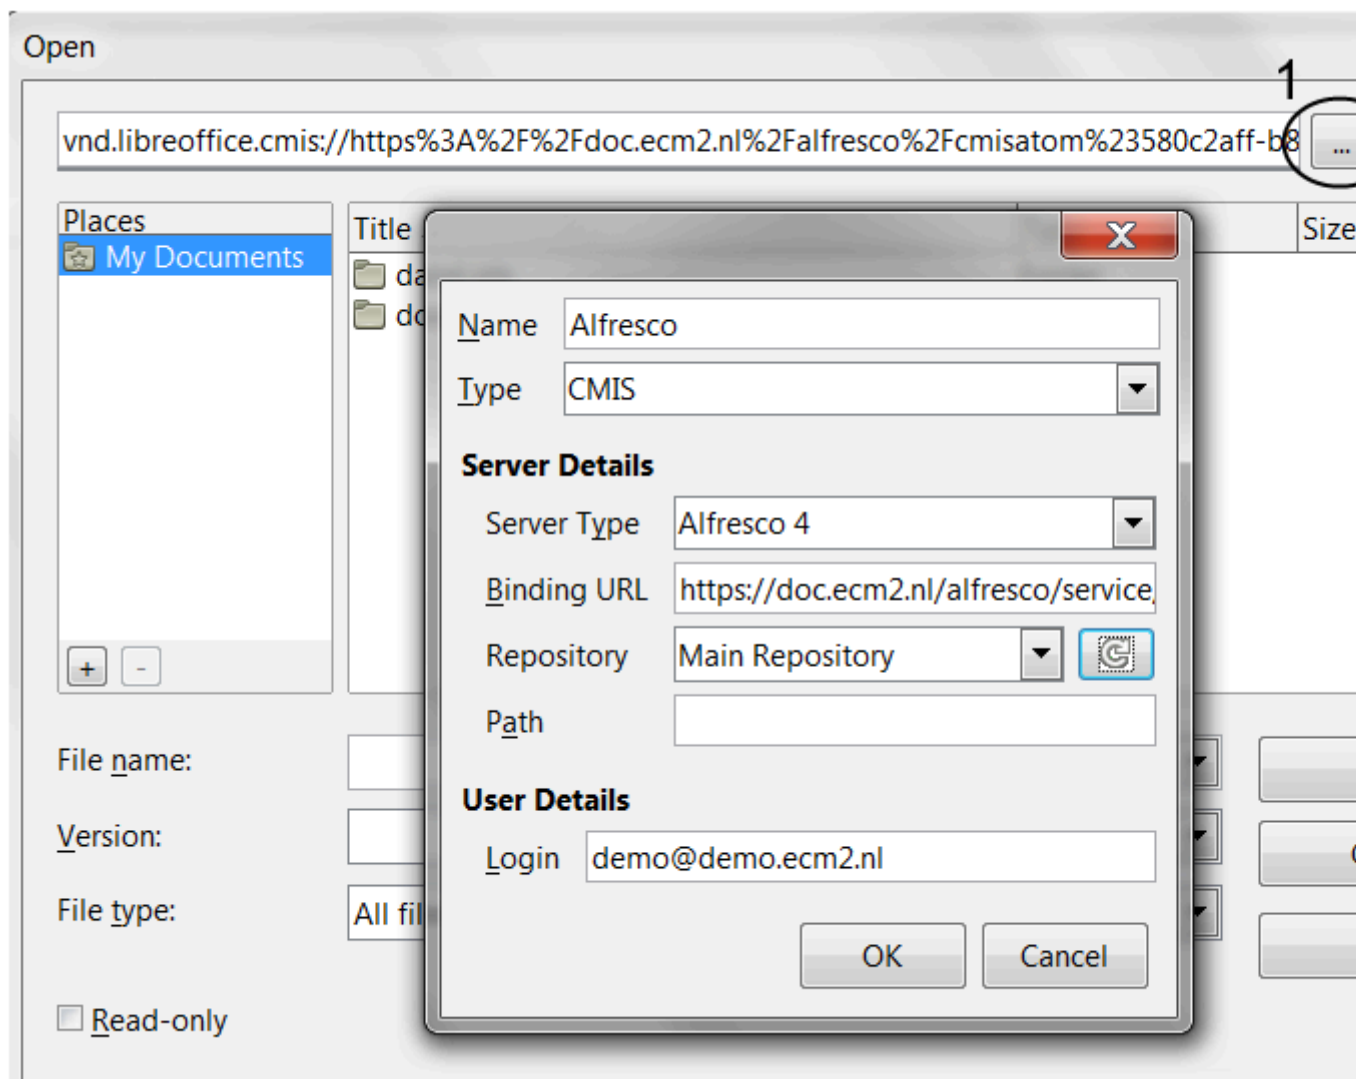 Open
1
vnd.libreoffice.cmis://https%3A%2F%2Fdoc.ecm2.nl%2Falfresco%2Fcmisatom%23580c2aff-b8
...
Places
Title
Size
My Documents
Name
Alfresco
Type
CMIS
Server Details
Server Type
Alfresco 4
Binding URL
https://doc.ecm2.nl/alfresco/service/
Repository
Main Repository
+
-
Path
File name:
User Details
Version:
Login
demo@demo.ecm2.nl
File type:
All
OK
Cancel
Read-only